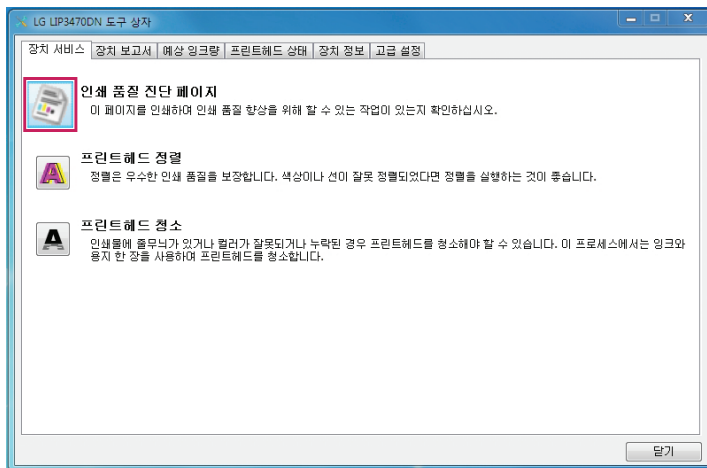 LG LIP3470DN 도구 상자
장치 서비스 장치 보고서 예상 잉크량 프린트헤드 상태 장치 정보 고급 설정
인쇄 품질 진단 페이지
이 페이지를 인쇄하여 인쇄 품질 향상을 위해 할 수 있는 작업이 있는지 확인하십시오.
프린트헤드 정렬
정렬은 우수한 인쇄 품질을 보장합니다. 색상이나 선이 잘못 정렬되었다면 정렬을 실행하는 것이 좋습니다.
프린트헤드 청소
인쇄물에 줄무늬가 있거나 컬러가 잘못되거나 누락된 경우 프린트헤드를 청소해야 할 수 있습니다. 이 프로세스에서는 잉크와
용지 한 장을 사용하여 프린트헤드를 청소합니다.
닫기